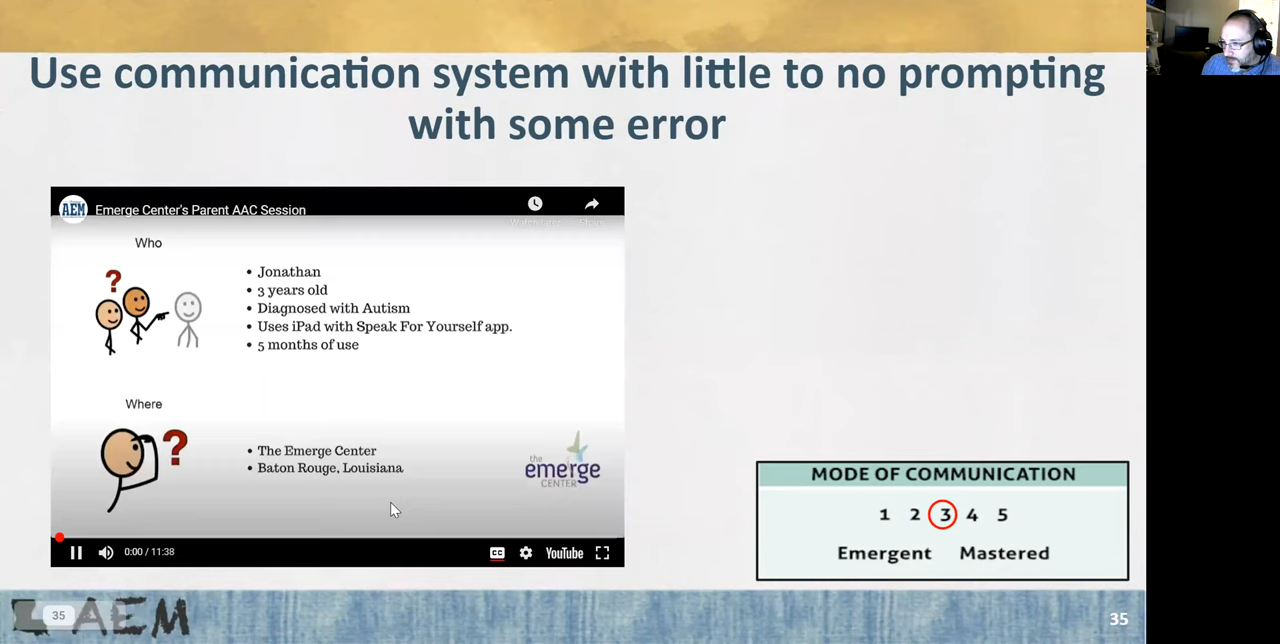 Use communication system with little to no prompting
with some error
AEM
Emerge Center's Parent AAC Session
Who
?
• Jonathan
• 3 years old
• Diagnosed with Autism
• Uses iPad with Speak For Yourself app.
• 5 months of use
Where
?
• The Emerge Center
• Baton Rouge, Louisiana
the
emerge
CENTER
0:00 / 11:38
CC
YouTube
MODE OF COMMUNICATION
1 2 3 4 5
Emergent Mastered
35
AEM
35